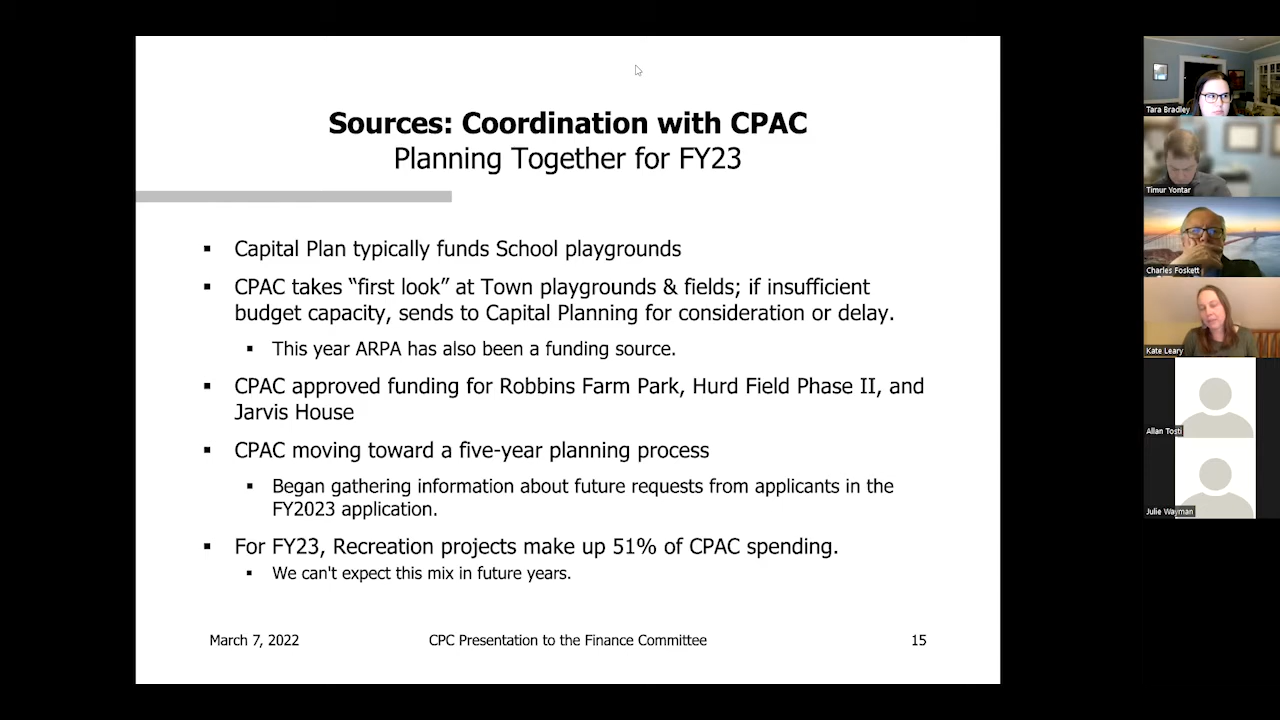 Sources: Coordination with CPAC
Planning Together for FY23
▪ Capital Plan typically funds School playgrounds
▪ CPAC takes “first look” at Town playgrounds & fields; if insufficient
budget capacity, sends to Capital Planning for consideration or delay.
▪ This year ARPA has also been a funding source.
▪ CPAC approved funding for Robbins Farm Park, Hurd Field Phase II, and
Jarvis House
▪ CPAC moving toward a five-year planning process
▪ Began gathering information about future requests from applicants in the
FY2023 application.
▪ For FY23, Recreation projects make up 51% of CPAC spending.
▪ We can't expect this mix in future years.
March 7, 2022 CPC Presentation to the Finance Committee 15
Tara Bradley
Timur Yontar
Charles Foskett
Kate Leary
Allan Tosti
Julie Wayman